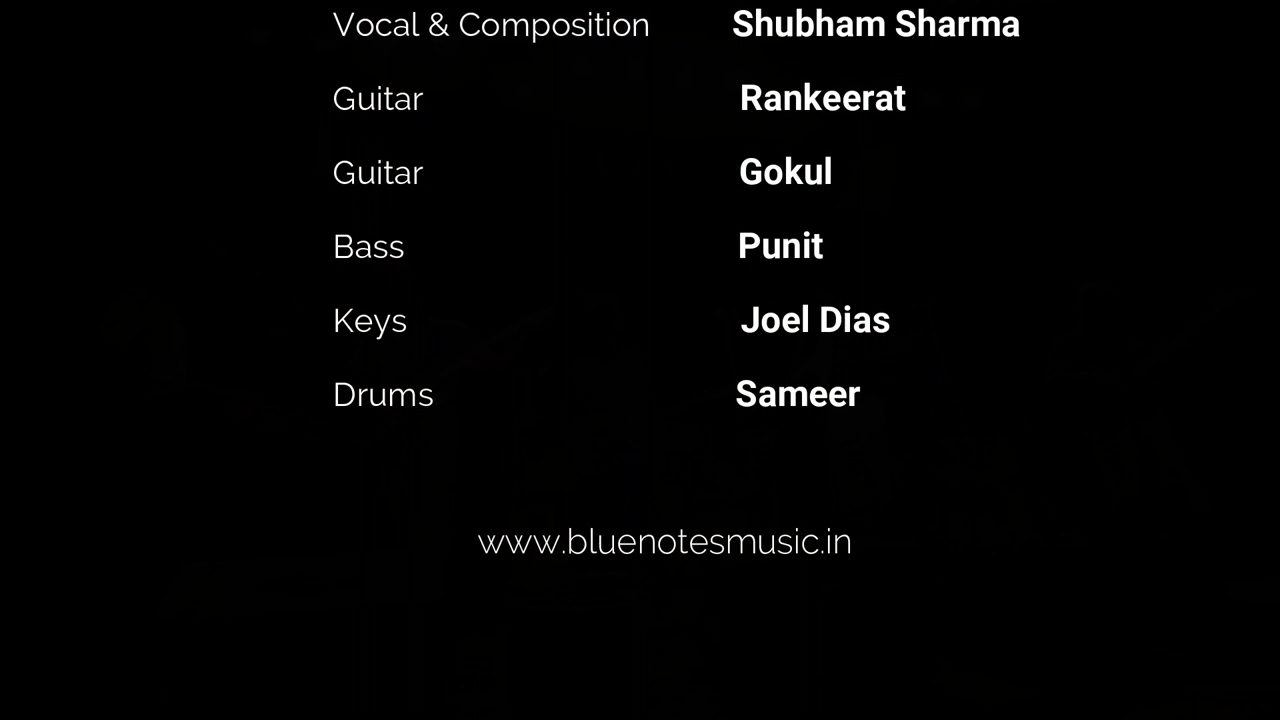 Vocal & Composition Shubham Sharma
Guitar Rankeerat
Guitar Gokul
Bass Punit
Keys Joel Dias
Drums Sameer
www.bluenotesmusic.in